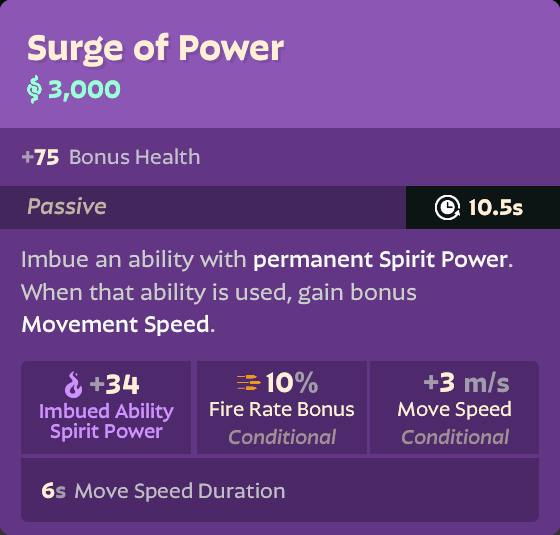 Surge of Power
3,000
+75 Bonus Health
Passive
10.5s
Imbue an ability with permanent Spirit Power.
When that ability is used, gain bonus
Movement Speed.
+34
Imbued Ability
Spirit Power
10%
Fire Rate Bonus
Conditional
+3 m/s
Move Speed
Conditional
6s Move Speed Duration